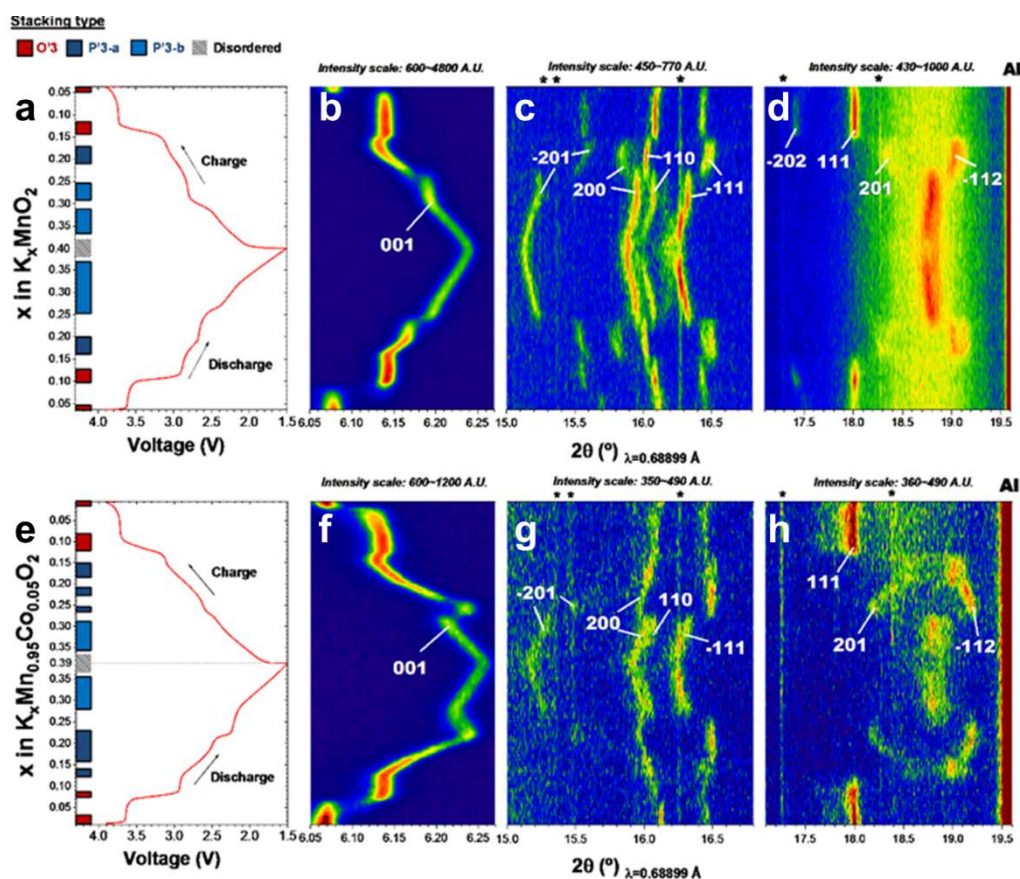 Stacking type
O'3 P'3-a P'3-b Disordered
Intensity scale: 600~4800 A.U.
Intensity scale: 450~770 A.U.
Intensity scale: 430~1000 A.U.
Al
* * *
* *
a
b
c
d
x in KxMnO2
0.05
0.10
0.15
0.20
0.25
0.30
0.35
0.40
0.33
0.30
0.25
0.20
0.15
0.10
0.05
Charge
Discharge
4.0 3.5 3.0 2.5 2.0 1.5
Voltage (V)
001
6.05 6.10 6.15 6.20 6.25
-201
200
110
-111
15.0 15.5 16.0 16.5
-202
111
201
-112
17.0 17.5 18.0 18.5 19.0 19.5
2θ (º) λ=0.68899 Å
Intensity scale: 600~1200 A.U.
Intensity scale: 350~490 A.U.
Intensity scale: 360~490 A.U.
Al
* * *
* *
e
f
g
h
x in KxMn0.95Co0.05O2
0.05
0.10
0.15
0.20
0.25
0.30
0.35
0.39
0.35
0.30
0.25
0.20
0.15
0.10
0.05
Charge
Discharge
4.0 3.5 3.0 2.5 2.0 1.5
Voltage (V)
001
6.05 6.10 6.15 6.20 6.25
-201
200
110
-111
15.0 15.5 16.0 16.5
111
201
-112
17.0 17.5 18.0 18.5 19.0 19.5
2θ (º) λ=0.68899 Å